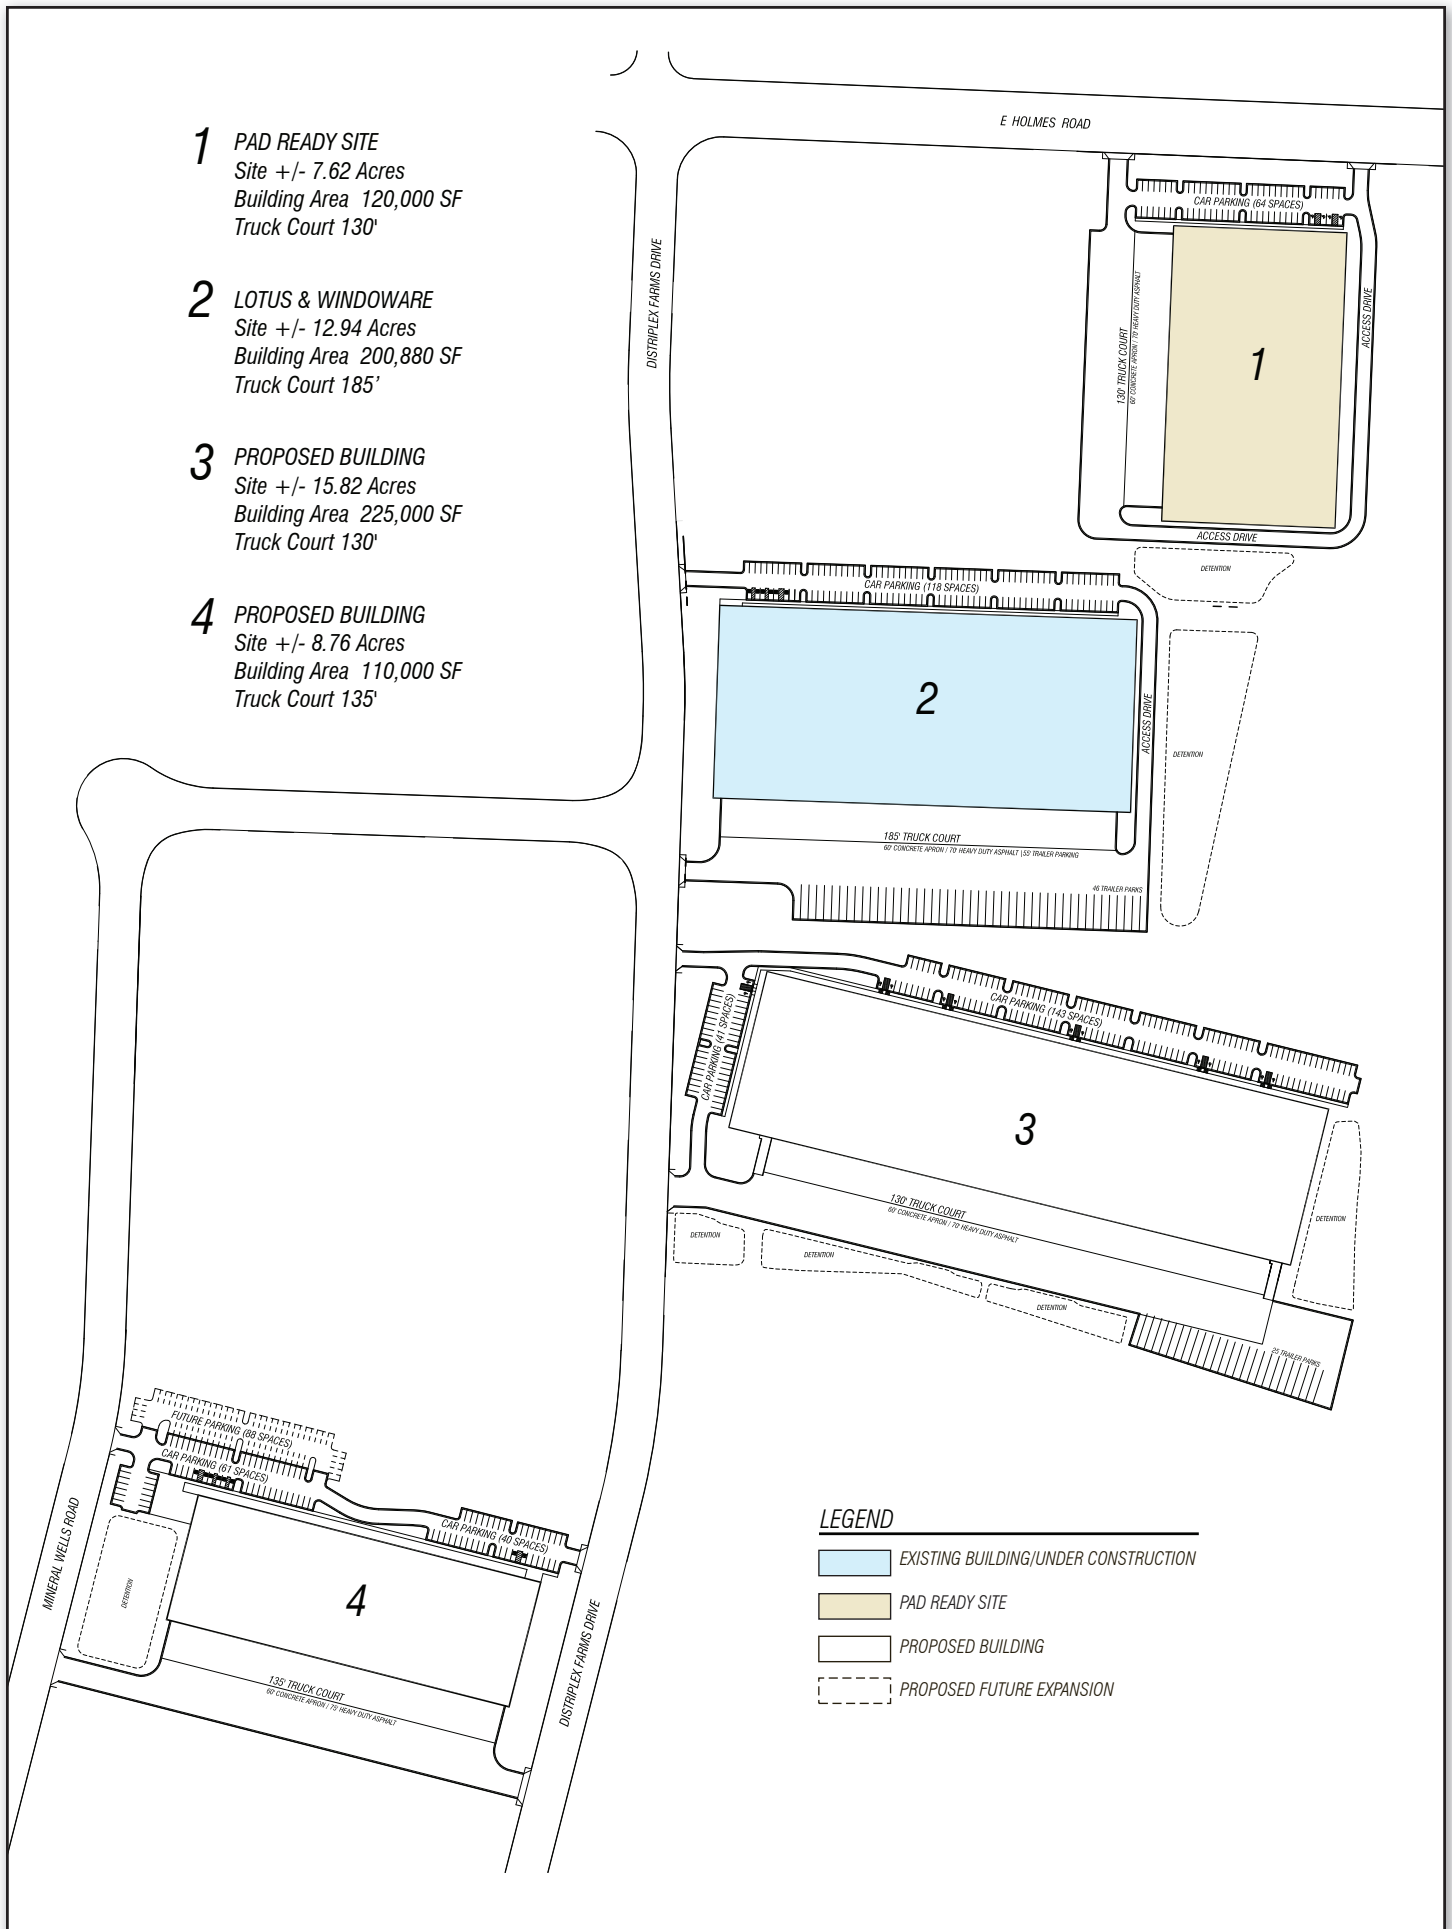 1 PAD READY SITE
Site +/- 7.62 Acres
Building Area 120,000 SF
Truck Court 130'
2 LOTUS & WINDOWARE
Site +/- 12.94 Acres
Building Area 200,880 SF
Truck Court 185’
3 PROPOSED BUILDING
Site +/- 15.82 Acres
Building Area 225,000 SF
Truck Court 130'
4 PROPOSED BUILDING
Site +/- 8.76 Acres
Building Area 110,000 SF
Truck Court 135'
E HOLMES ROAD
DISTRIPLEX FARMS DRIVE
CAR PARKING (64 SPACES)
130' TRUCK COURT
60' CONCRETE APRON / 70' HEAVY DUTY ASPHALT
1
ACCESS DRIVE
ACCESS DRIVE
DETENTION
CAR PARKING (118 SPACES)
2
ACCESS DRIVE
DETENTION
185' TRUCK COURT
60' CONCRETE APRON / 70' HEAVY DUTY ASPHALT | 55' TRAILER PARKING
46 TRAILER PARKS
CAR PARKING (143 SPACES)
CAR PARKING (41 SPACES)
3
130' TRUCK COURT
60' CONCRETE APRON / 70' HEAVY DUTY ASPHALT
DETENTION
DETENTION
DETENTION
DETENTION
25 TRAILER PARKS
FUTURE PARKING (88 SPACES)
CAR PARKING (61 SPACES)
CAR PARKING (40 SPACES)
MINERAL WELLS ROAD
DETENTION
4
135' TRUCK COURT
60' CONCRETE APRON / 75' HEAVY DUTY ASPHALT
DISTRIPLEX FARMS DRIVE
LEGEND
EXISTING BUILDING/UNDER CONSTRUCTION
PAD READY SITE
PROPOSED BUILDING
PROPOSED FUTURE EXPANSION